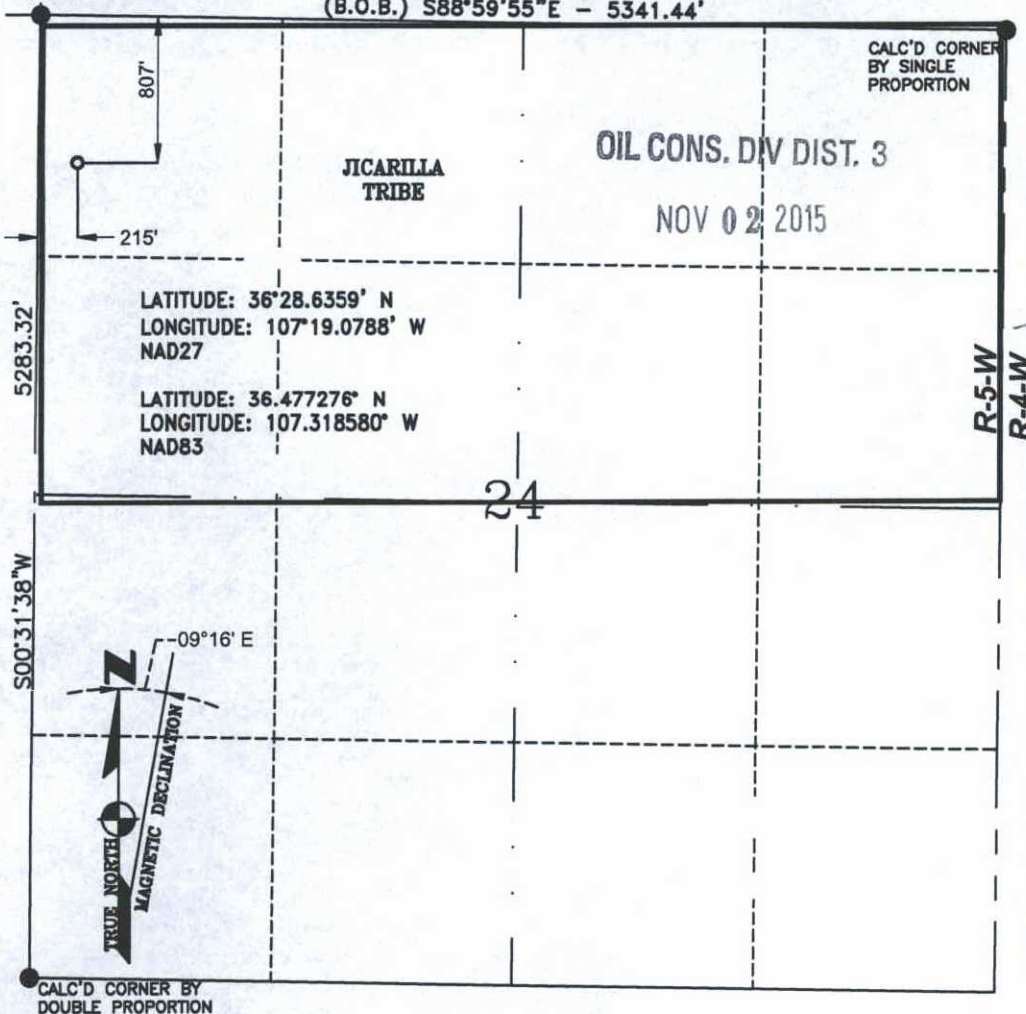 (B.O.B.) S88°59'55"E - 5341.44'
CALC'D CORNER
BY SINGLE
PROPORTION
807'
OIL CONS. DIV DIST. 3
JICARILLA
TRIBE
NOV 02 2015
215'
LATITUDE: 36°28.6359' N
LONGITUDE: 107°19.0788' W
NAD27
5283.32'
LATITUDE: 36.477276° N
LONGITUDE: 107.318580° W
NAD83
R-5-W
R-4-W
24
S00°31'38"W
09°16' E
N
TRUE NORTH
MAGNETIC DECLINATION
CALC'D CORNER BY
DOUBLE PROPORTION